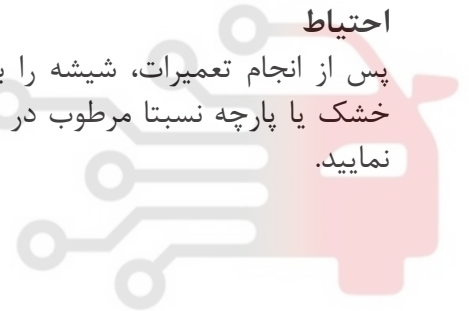 احتیاط
پس از انجام تعمیرات، شیشه را
خشک یا پارچه نسبتا مرطوب در
نمایید.